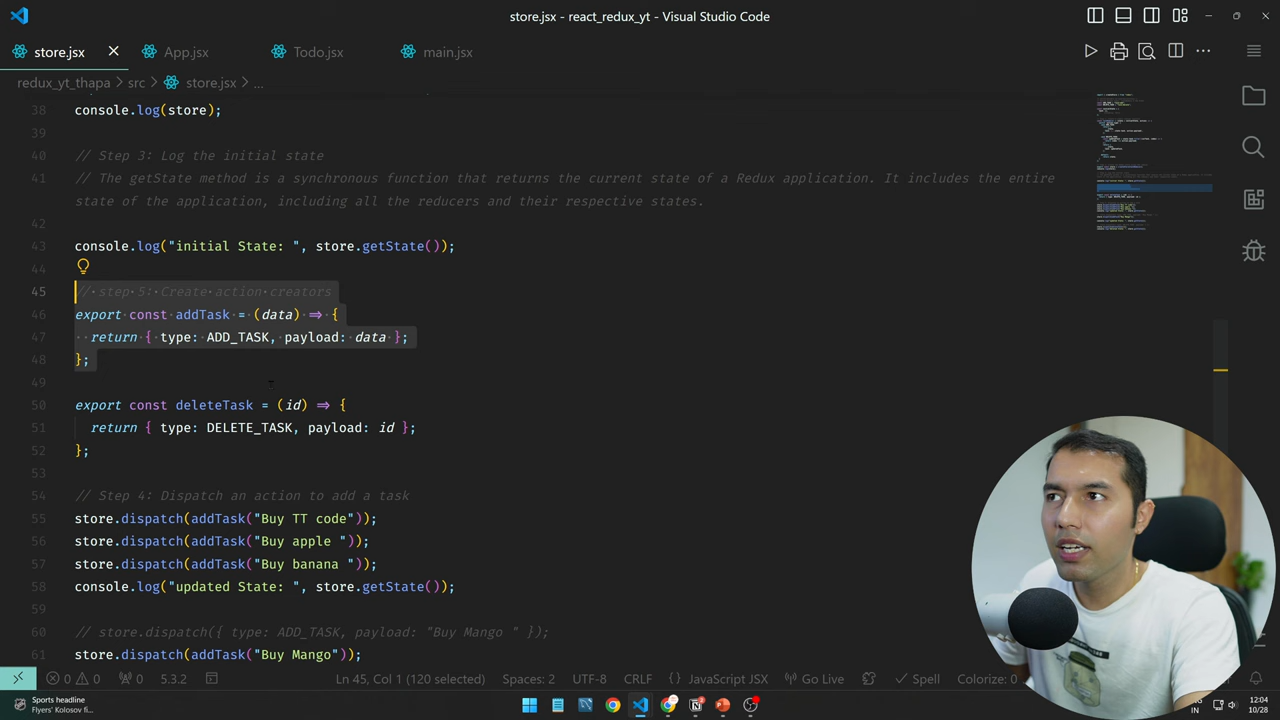 store.jsx - react_redux_yt - Visual Studio Code
store.jsx
App.jsx
Todo.jsx
main.jsx
redux_yt_thapa > src > store.jsx > ...
38 console.log(store);
39
40 // Step 3: Log the initial state
41 // The getState method is a synchronous function that returns the current state of a Redux application. It includes the entire
state of the application, including all the reducers and their respective states.
42
43 console.log("initial State: ", store.getState());
44
45 // step 5: Create action creators
46 export const addTask = (data) => {
47 return { type: ADD_TASK, payload: data };
48 };
49
50 export const deleteTask = (id) => {
51 return { type: DELETE_TASK, payload: id };
52 };
53
54 // Step 4: Dispatch an action to add a task
55 store.dispatch(addTask("Buy TT code"));
56 store.dispatch(addTask("Buy apple "));
57 store.dispatch(addTask("Buy banana "));
58 console.log("updated State: ", store.getState());
59
60 // store.dispatch({ type: ADD_TASK, payload: "Buy Mango " });
61 store.dispatch(addTask("Buy Mango"));
0 0 0 5.3.2 Ln 45, Col 1 (120 selected) Spaces: 2 UTF-8 CRLF {} JavaScript JSX Go Live Spell Colorize: 0
Sports headline
Flyers' Kolosov fi...
ENG
IN
12:04
10/28